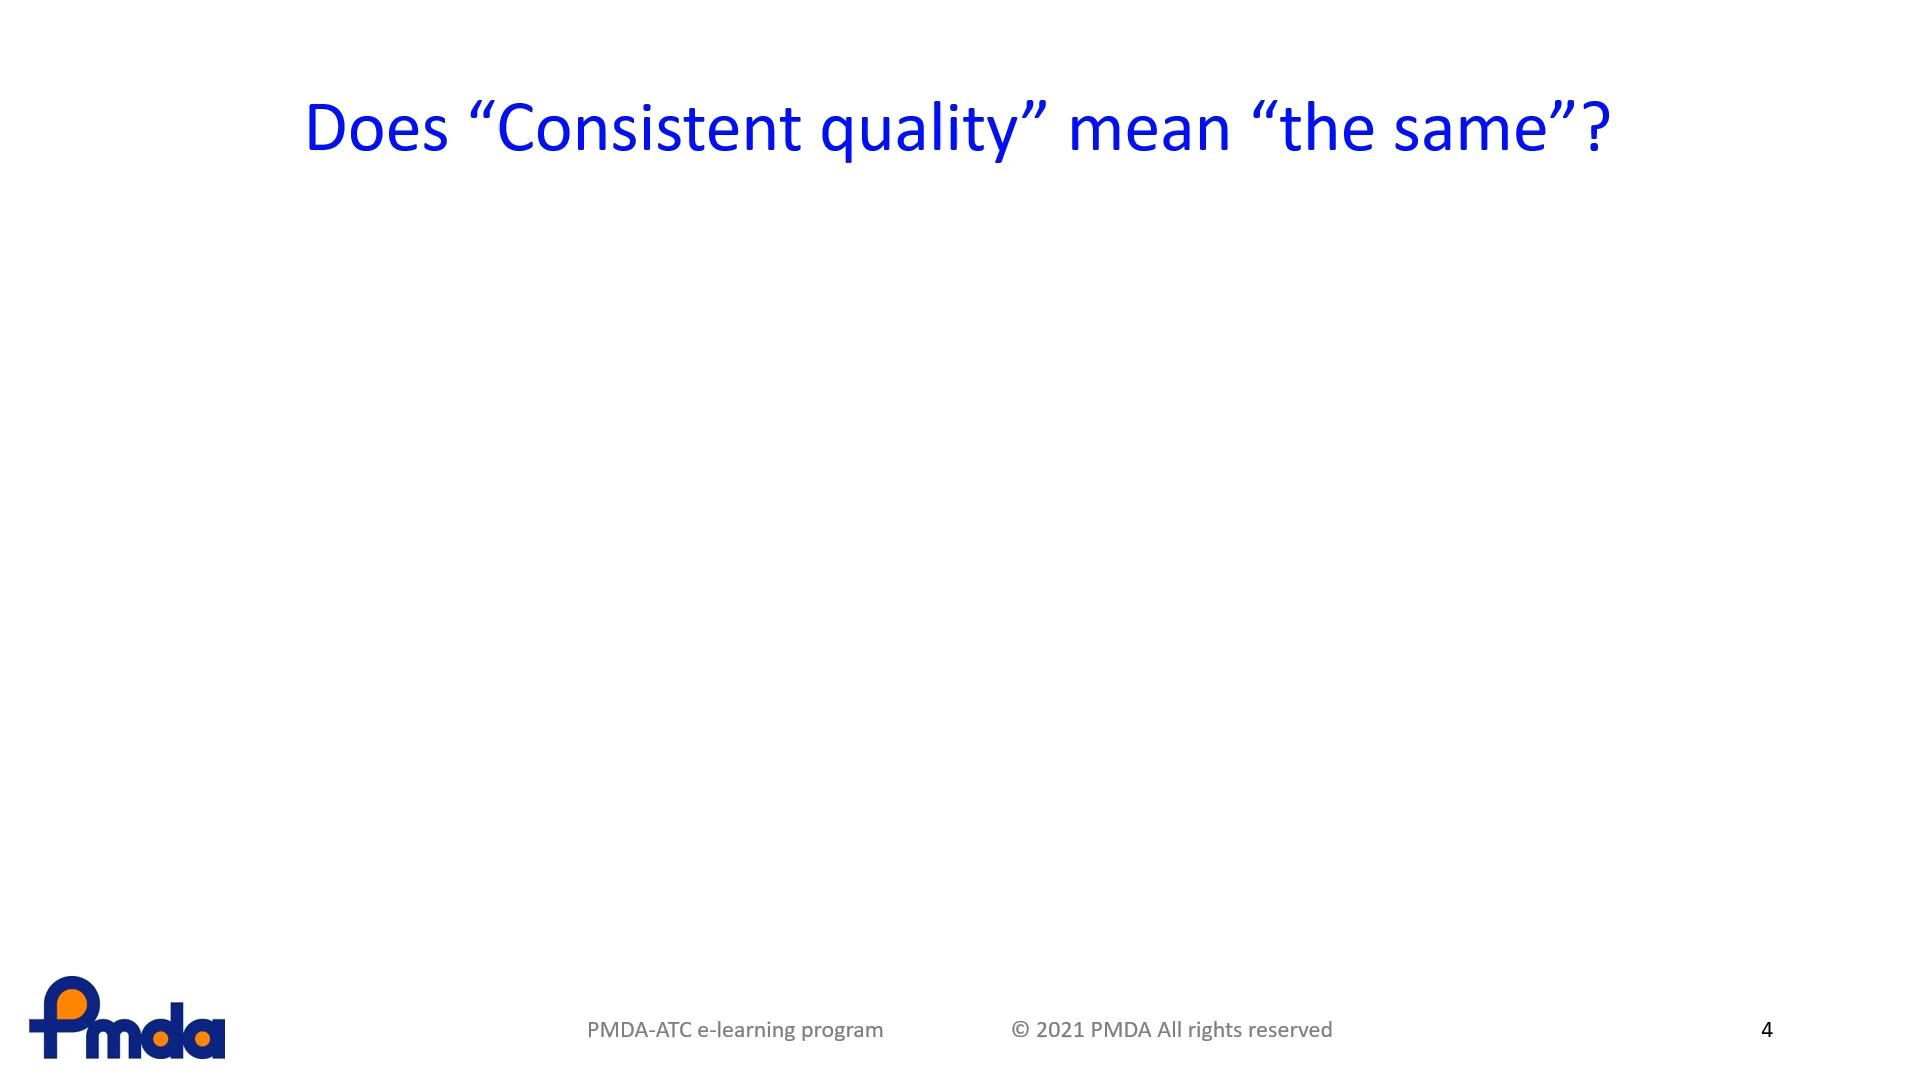 Does “Consistent quality” mean “the same”?
Pmda
PMDA-ATC e-learning program
© 2021 PMDA All rights reserved
4